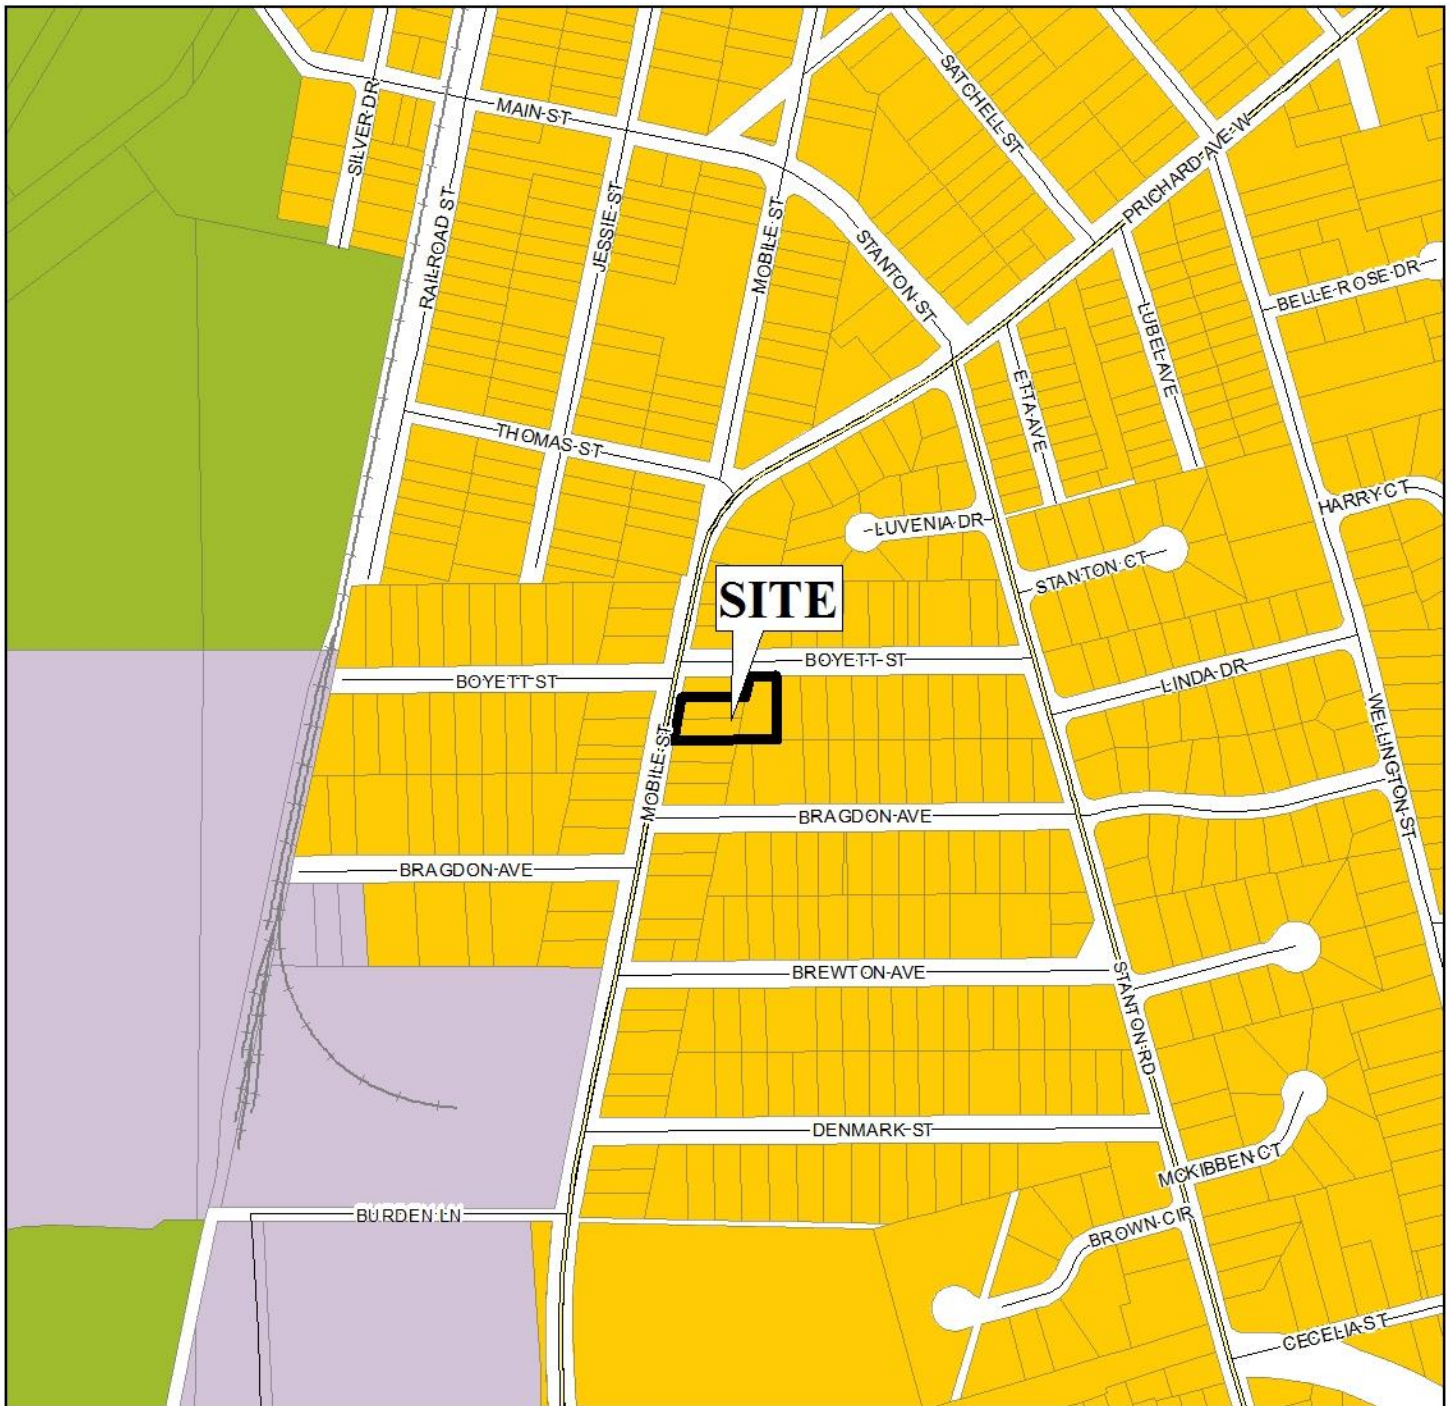 MAIN ST
SATCHELL ST
SILVER DR
PRICHARD AVE W
RAILROAD ST
JESSIE ST
MOBILE ST
STANTON ST
BELLE ROSE DR
LUBEL AVE
ETTA AVE
THOMAS ST
HARRY CT
LUVENIA DR
STANTON CT
SITE
BOYETT ST
BOYETT ST
LINDA DR
MOBILE ST
WELLINGTON ST
BRAGDON AVE
BRAGDON AVE
BREWTON AVE
STANTON RD
DENMARK ST
MCKIBBEN CT
BURDEN LN
BROWN CIR
CECELIA ST